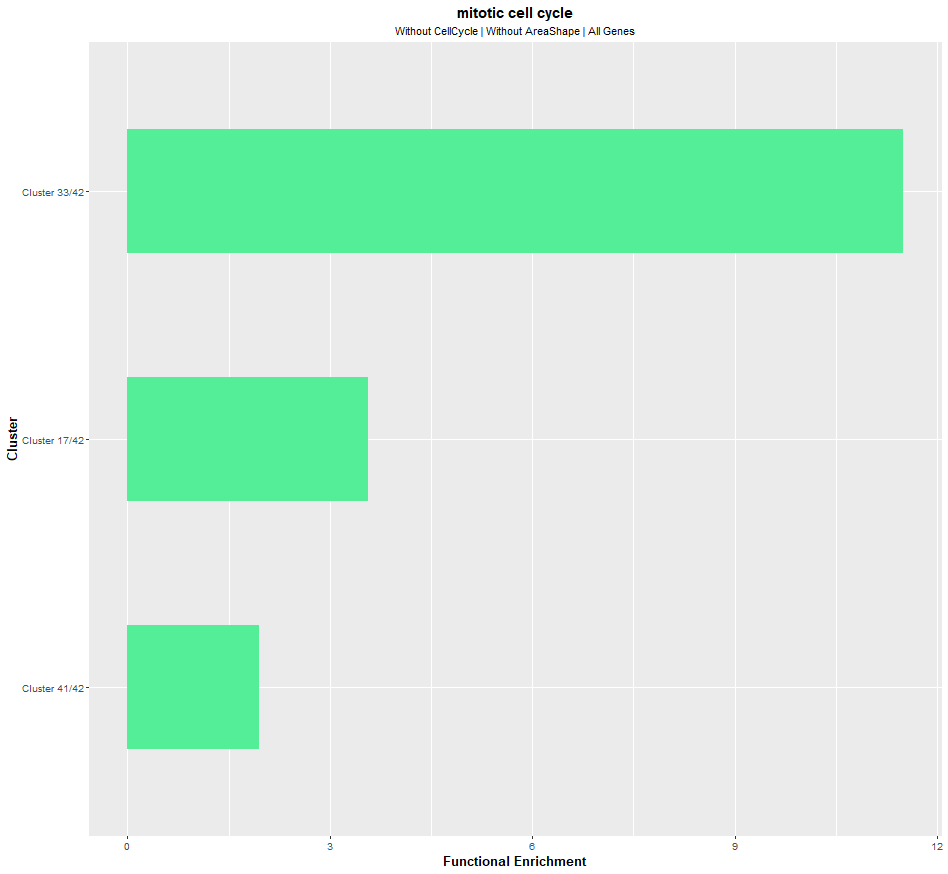 mitotic cell cycle
Without CellCycle | Without AreaShape | All Genes
Cluster 33/42
Cluster 17/42
Cluster 41/42
Cluster
0 3 6 9 12
Functional Enrichment